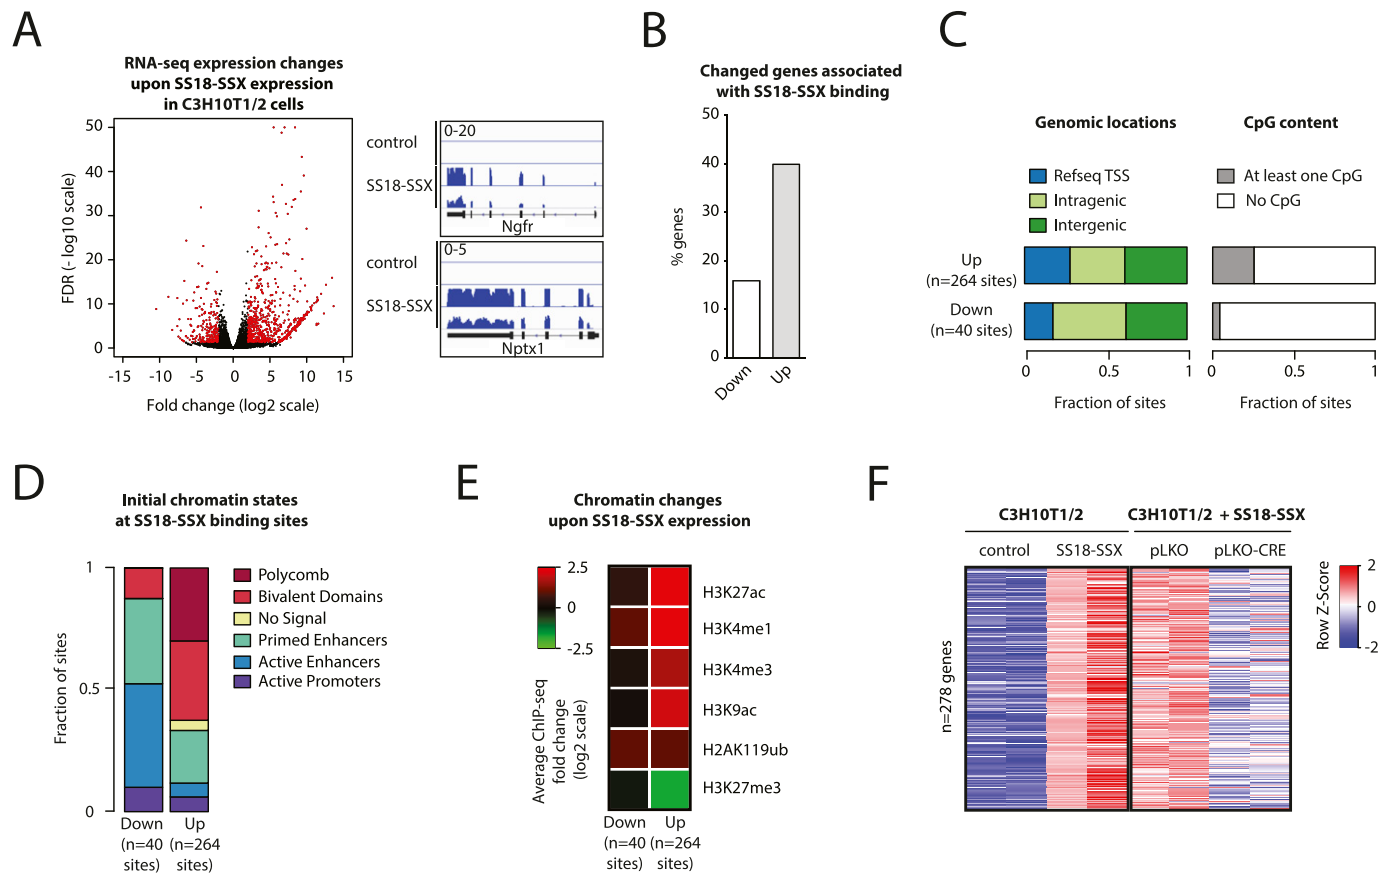 A
RNA-seq expression changes
upon SS18-SSX expression
in C3H10T1/2 cells
FDR (- log10 scale)
50
40
30
20
10
0
-15
-10
-5
0
5
10
15
Fold change (log2 scale)
control
SS18-SSX
0-20
Ngfr
control
SS18-SSX
0-5
Nptx1
B
Changed genes associated
with SS18-SSX binding
% genes
50
40
30
20
10
0
Down
Up
C
Genomic locations
Refseq TSS
Intragenic
Intergenic
CpG content
At least one CpG
No CpG
Up
(n=264 sites)
Down
(n=40 sites)
0
0.5
1
Fraction of sites
0
0.5
1
Fraction of sites
D
Initial chromatin states
at SS18-SSX binding sites
Fraction of sites
1
0.5
0
Polycomb
Bivalent Domains
No Signal
Primed Enhancers
Active Enhancers
Active Promoters
Down
(n=40
sites)
Up
(n=264
sites)
E
Chromatin changes
upon SS18-SSX expression
2.5
0
-2.5
Average ChIP-seq
fold change
(log2 scale)
H3K27ac
H3K4me1
H3K4me3
H3K9ac
H2AK119ub
H3K27me3
Down
(n=40
sites)
Up
(n=264
sites)
F
C3H10T1/2
C3H10T1/2 + SS18-SSX
control
SS18-SSX
pLKO
pLKO-CRE
n=278 genes
Row Z-Score
2
0
-2